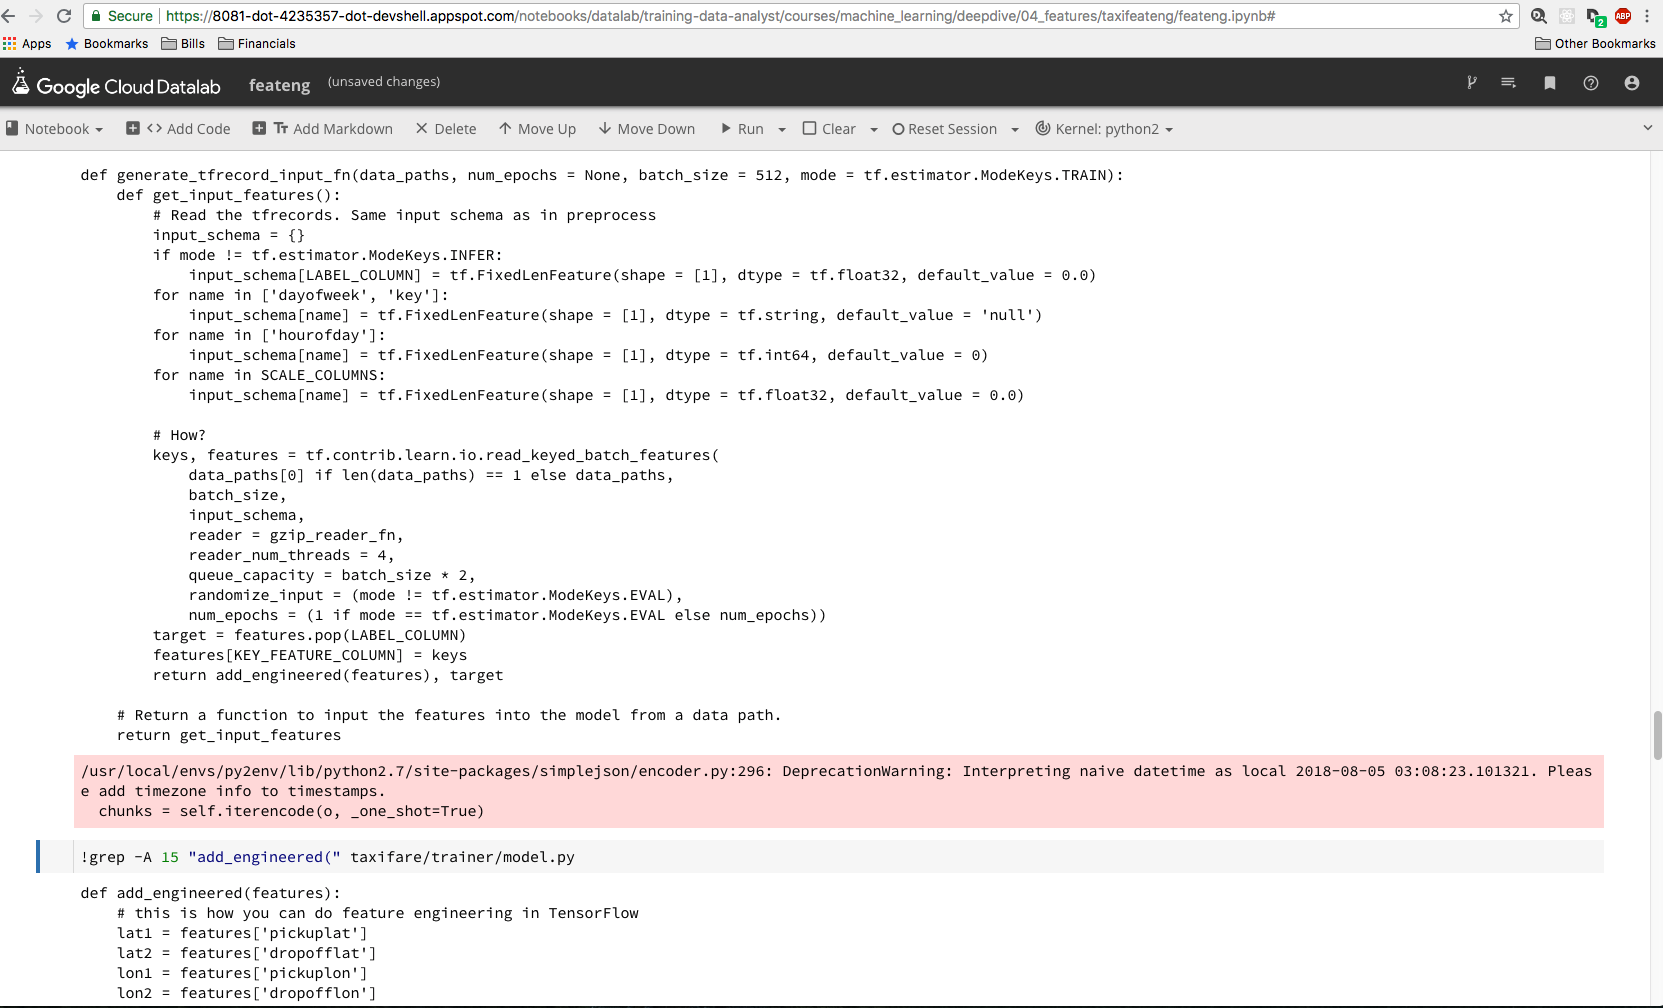 Secure https://8081-dot-4235357-dot-devshell.appspot.com/notebooks/datalab/training-data-analyst/courses/machine_learning/deepdive/04_features/taxifeateng/feateng.ipynb#
2
ABP
Apps Bookmarks Bills Financials Other Bookmarks
Google Cloud Datalab feateng (unsaved changes)
Notebook <> Add Code Tт Add Markdown Delete Move Up Move Down Run Clear Reset Session Kernel: python2
def generate_tfrecord_input_fn(data_paths, num_epochs = None, batch_size = 512, mode = tf.estimator.ModeKeys.TRAIN):
    def get_input_features():
        # Read the tfrecords. Same input schema as in preprocess
        input_schema = {}
        if mode != tf.estimator.ModeKeys.INFER:
            input_schema[LABEL_COLUMN] = tf.FixedLenFeature(shape = [1], dtype = tf.float32, default_value = 0.0)
        for name in ['dayofweek', 'key']:
            input_schema[name] = tf.FixedLenFeature(shape = [1], dtype = tf.string, default_value = 'null')
        for name in ['hourofday']:
            input_schema[name] = tf.FixedLenFeature(shape = [1], dtype = tf.int64, default_value = 0)
        for name in SCALE_COLUMNS:
            input_schema[name] = tf.FixedLenFeature(shape = [1], dtype = tf.float32, default_value = 0.0)
        # How?
        keys, features = tf.contrib.learn.io.read_keyed_batch_features(
            data_paths[0] if len(data_paths) == 1 else data_paths,
            batch_size,
            input_schema,
            reader = gzip_reader_fn,
            reader_num_threads = 4,
            queue_capacity = batch_size * 2,
            randomize_input = (mode != tf.estimator.ModeKeys.EVAL),
            num_epochs = (1 if mode == tf.estimator.ModeKeys.EVAL else num_epochs))
        target = features.pop(LABEL_COLUMN)
        features[KEY_FEATURE_COLUMN] = keys
        return add_engineered(features), target
    # Return a function to input the features into the model from a data path.
    return get_input_features
/usr/local/envs/py2env/lib/python2.7/site-packages/simplejson/encoder.py:296: DeprecationWarning: Interpreting naive datetime as local 2018-08-05 03:08:23.101321. Pleas
e add timezone info to timestamps.
  chunks = self.iterencode(o, _one_shot=True)
!grep -A 15 "add_engineered(" taxifare/trainer/model.py
def add_engineered(features):
    # this is how you can do feature engineering in TensorFlow
    lat1 = features['pickuplat']
    lat2 = features['dropofflat']
    lon1 = features['pickuplon']
    lon2 = features['dropofflon']